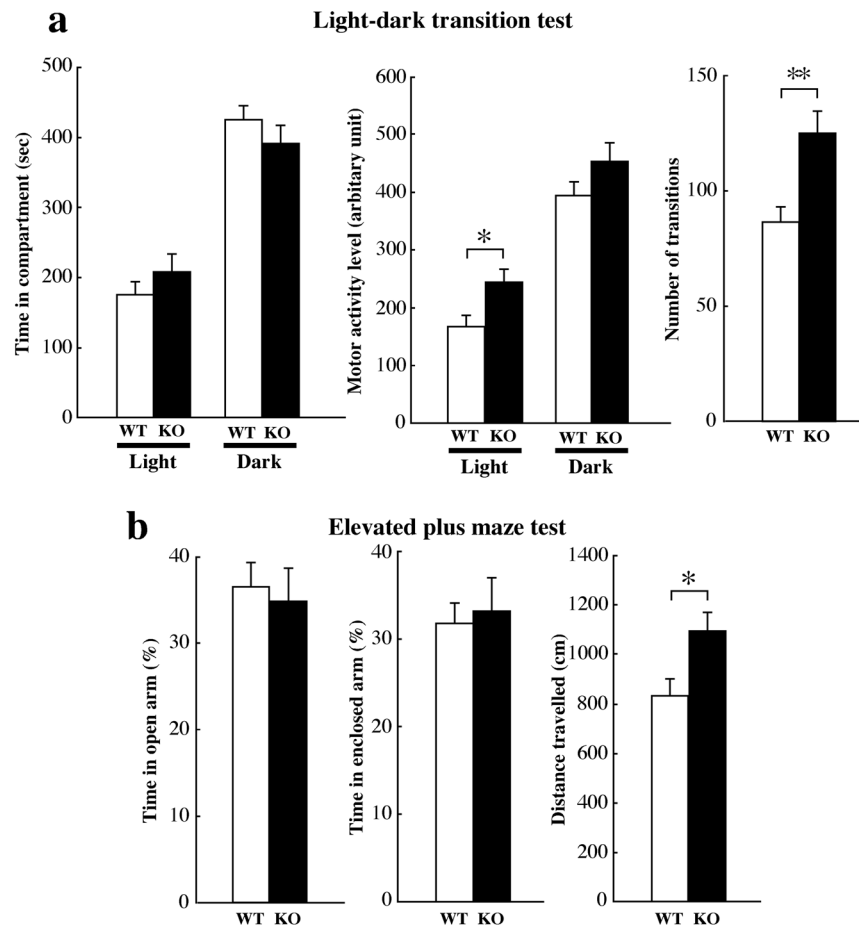 a
Light-dark transition test
Time in compartment (sec)
500
400
300
200
100
0
WT KO WT KO
Light Dark
Motor activity level (arbitary unit)
600
500
400
300
200
100
0
*
WT KO WT KO
Light Dark
Number of transitions
150
100
50
0
**
WT KO
b
Elevated plus maze test
Time in open arm (%)
40
30
20
10
0
WT KO
Time in enclosed arm (%)
40
30
20
10
0
WT KO
Distance travelled (cm)
1400
1200
1000
800
600
400
200
0
*
WT KO